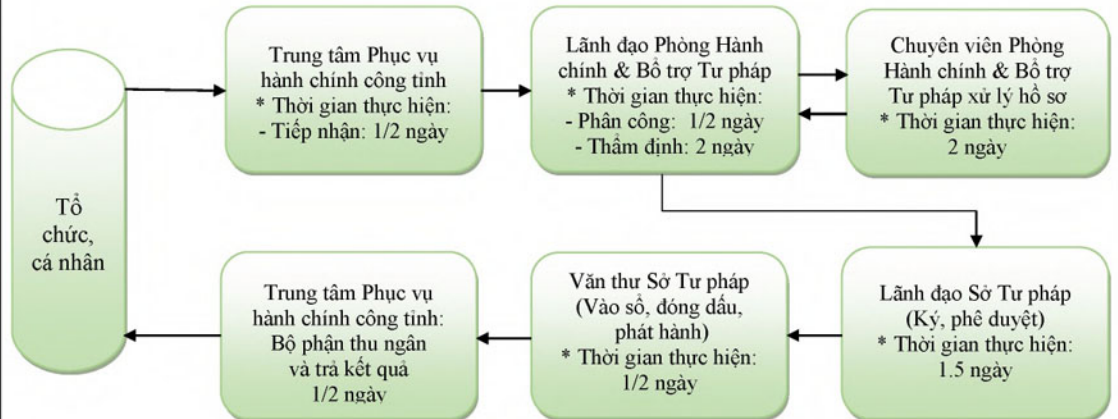 Tổ
chức,
cá nhân
Trung tâm Phục vụ
hành chính công tỉnh
* Thời gian thực hiện:
- Tiếp nhận: 1/2 ngày
Lãnh đạo Phòng Hành
chính & Bổ trợ Tư pháp
* Thời gian thực hiện:
- Phân công: 1/2 ngày
- Thẩm định: 2 ngày
Chuyên viên Phòng
Hành chính & Bổ trợ
Tư pháp xử lý hồ sơ
* Thời gian thực hiện:
2 ngày
Lãnh đạo Sở Tư pháp
(Ký, phê duyệt)
* Thời gian thực hiện:
1.5 ngày
Văn thư Sở Tư pháp
(Vào sổ, đóng dấu,
phát hành)
* Thời gian thực hiện:
1/2 ngày
Trung tâm Phục vụ
hành chính công tỉnh:
Bộ phận thu ngân
và trả kết quả
1/2 ngày